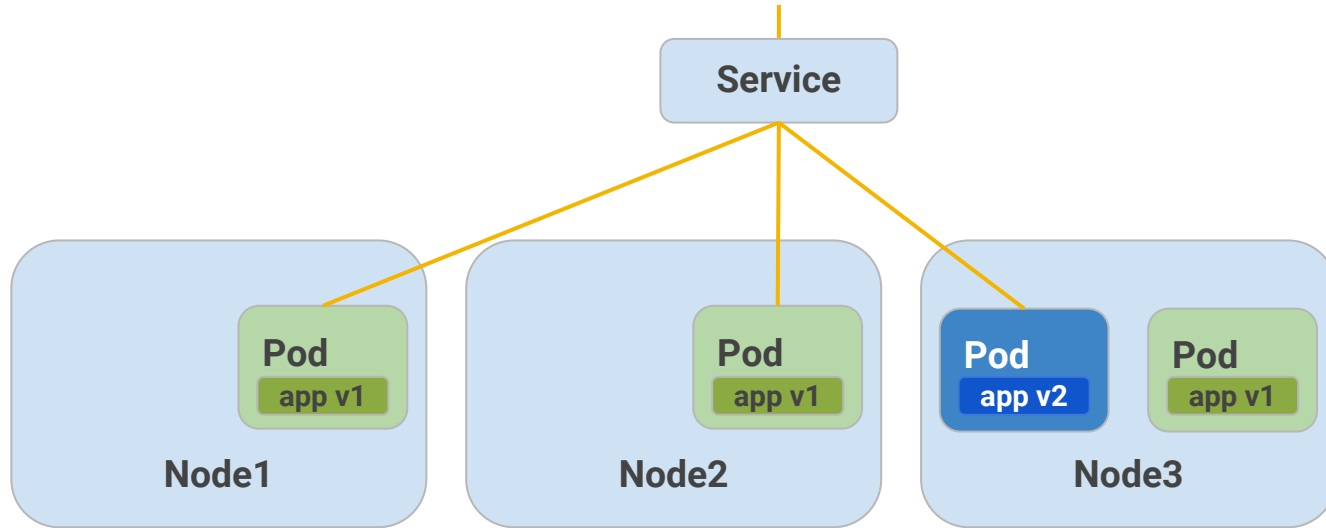 Service
Pod
app v1
Pod
app v1
Pod
app v2
Pod
app v1
Node1
Node2
Node3